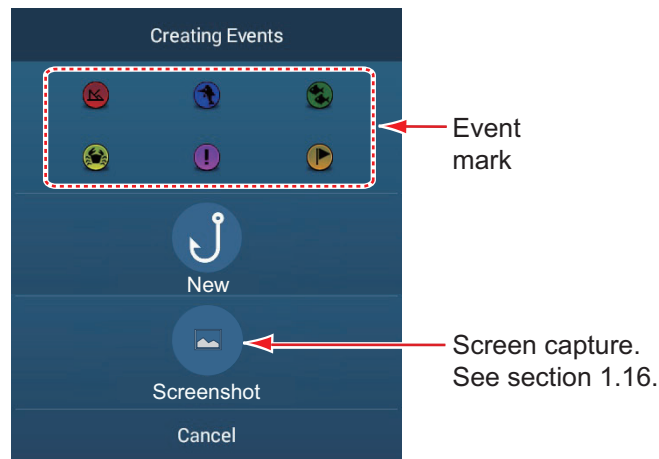 Creating Events
Event
mark
New
Screen capture.
See section 1.16.
Screenshot
Cancel